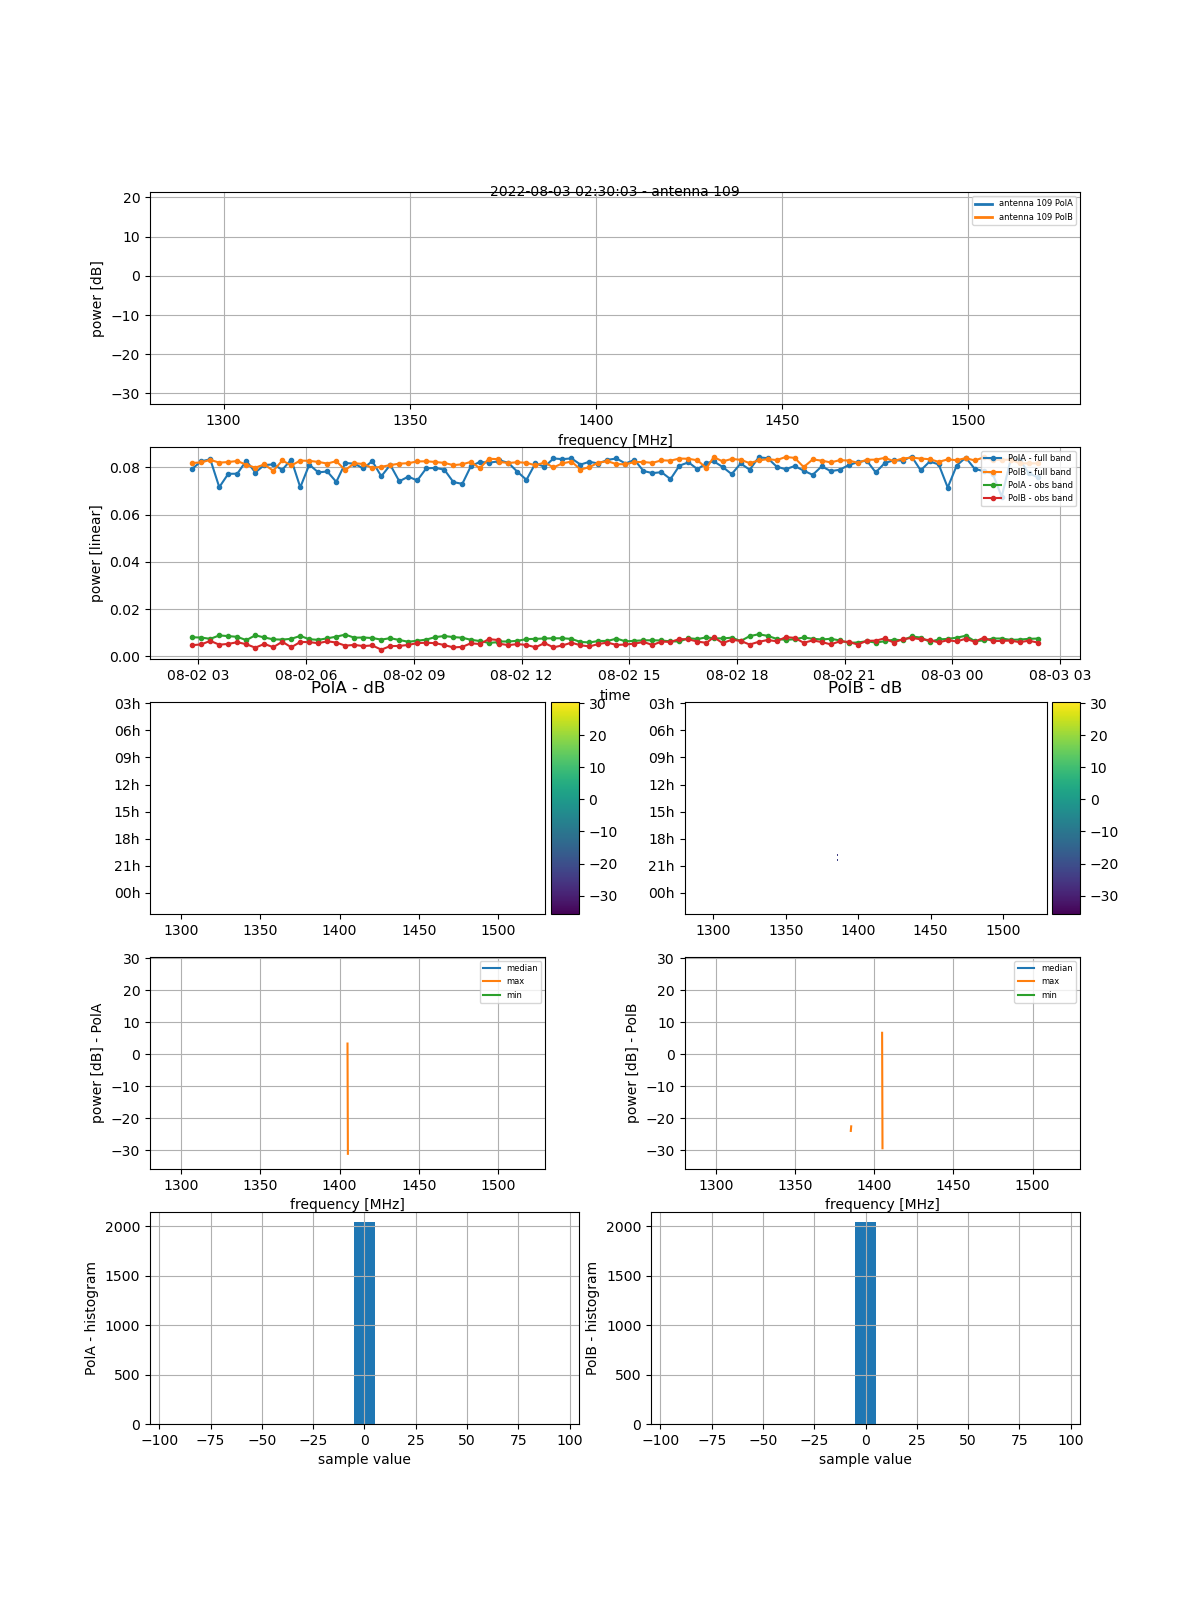 2022-08-03 02:30:03 - antenna 109
power [dB]
20
10
0
−10
−20
−30
antenna 109 PolA
antenna 109 PolB
1300 1350 1400 1450 1500
frequency [MHz]
power [linear]
0.08
0.06
0.04
0.02
0.00
PolA - full band
PolB - full band
PolA - obs band
PolB - obs band
08-02 03 08-02 06 08-02 09 08-02 12 08-02 15 08-02 18 08-02 21 08-03 00 08-03 03
time
PolA - dB
03h
06h
09h
12h
15h
18h
21h
00h
1300 1350 1400 1450 1500
30
20
10
0
−10
−20
−30
PolB - dB
03h
06h
09h
12h
15h
18h
21h
00h
1300 1350 1400 1450 1500
30
20
10
0
−10
−20
−30
power [dB] - PolA
30
20
10
0
−10
−20
−30
median
max
min
1300 1350 1400 1450 1500
frequency [MHz]
power [dB] - PolB
30
20
10
0
−10
−20
−30
median
max
min
1300 1350 1400 1450 1500
frequency [MHz]
PolA - histogram
2000
1500
1000
500
0
−100 −75 −50 −25 0 25 50 75 100
sample value
PolB - histogram
2000
1500
1000
500
0
−100 −75 −50 −25 0 25 50 75 100
sample value